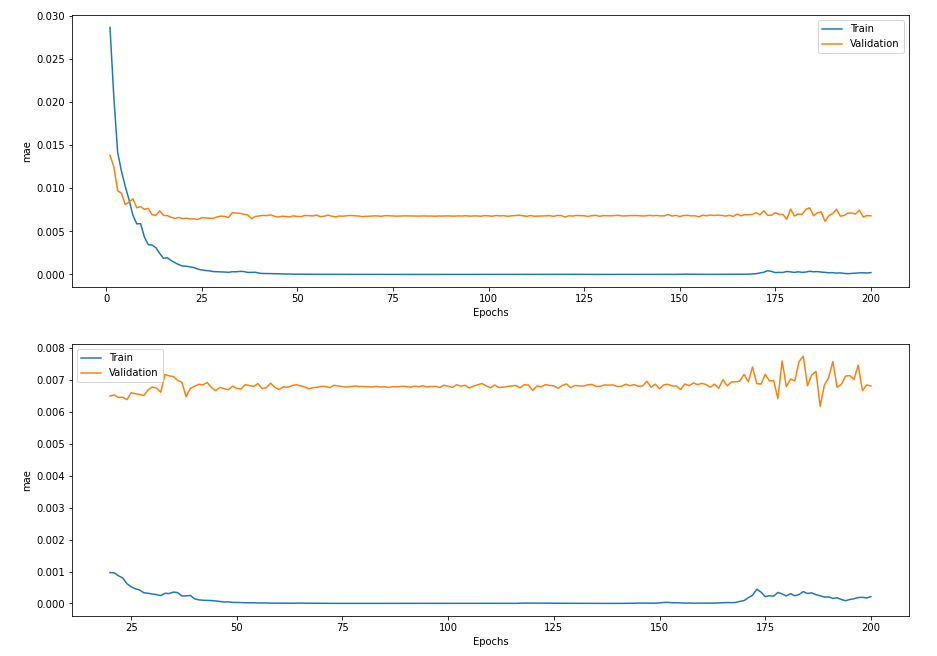 0.030
0.025
0.020
0.015
0.010
0.005
0.000
mae
0 25 50 75 100 125 150 175 200
Epochs
Train
Validation
0.008
0.007
0.006
0.005
0.004
0.003
0.002
0.001
0.000
mae
25 50 75 100 125 150 175 200
Epochs
Train
Validation